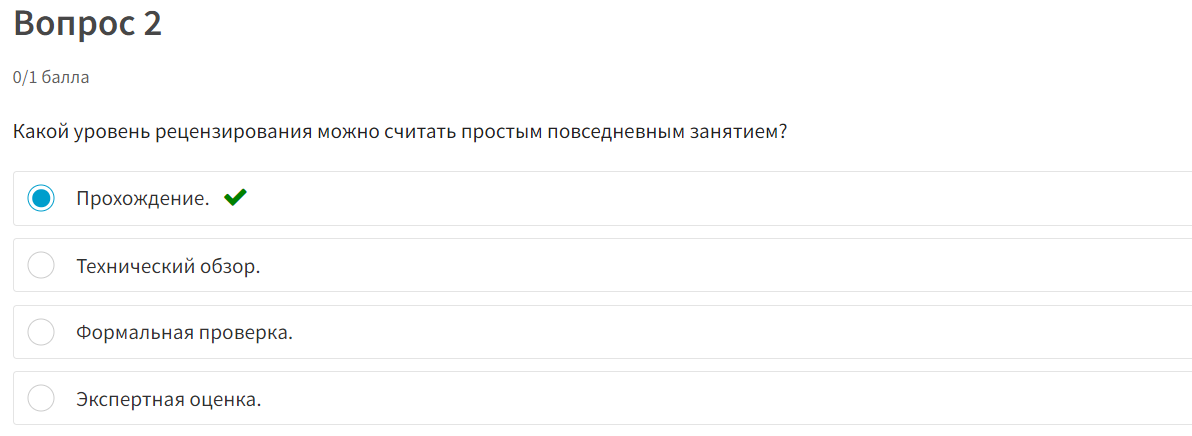 Вопрос 2
0/1 балла
Какой уровень рецензирования можно считать простым повседневным занятием?
Прохождение.
Технический обзор.
Формальная проверка.
Экспертная оценка.